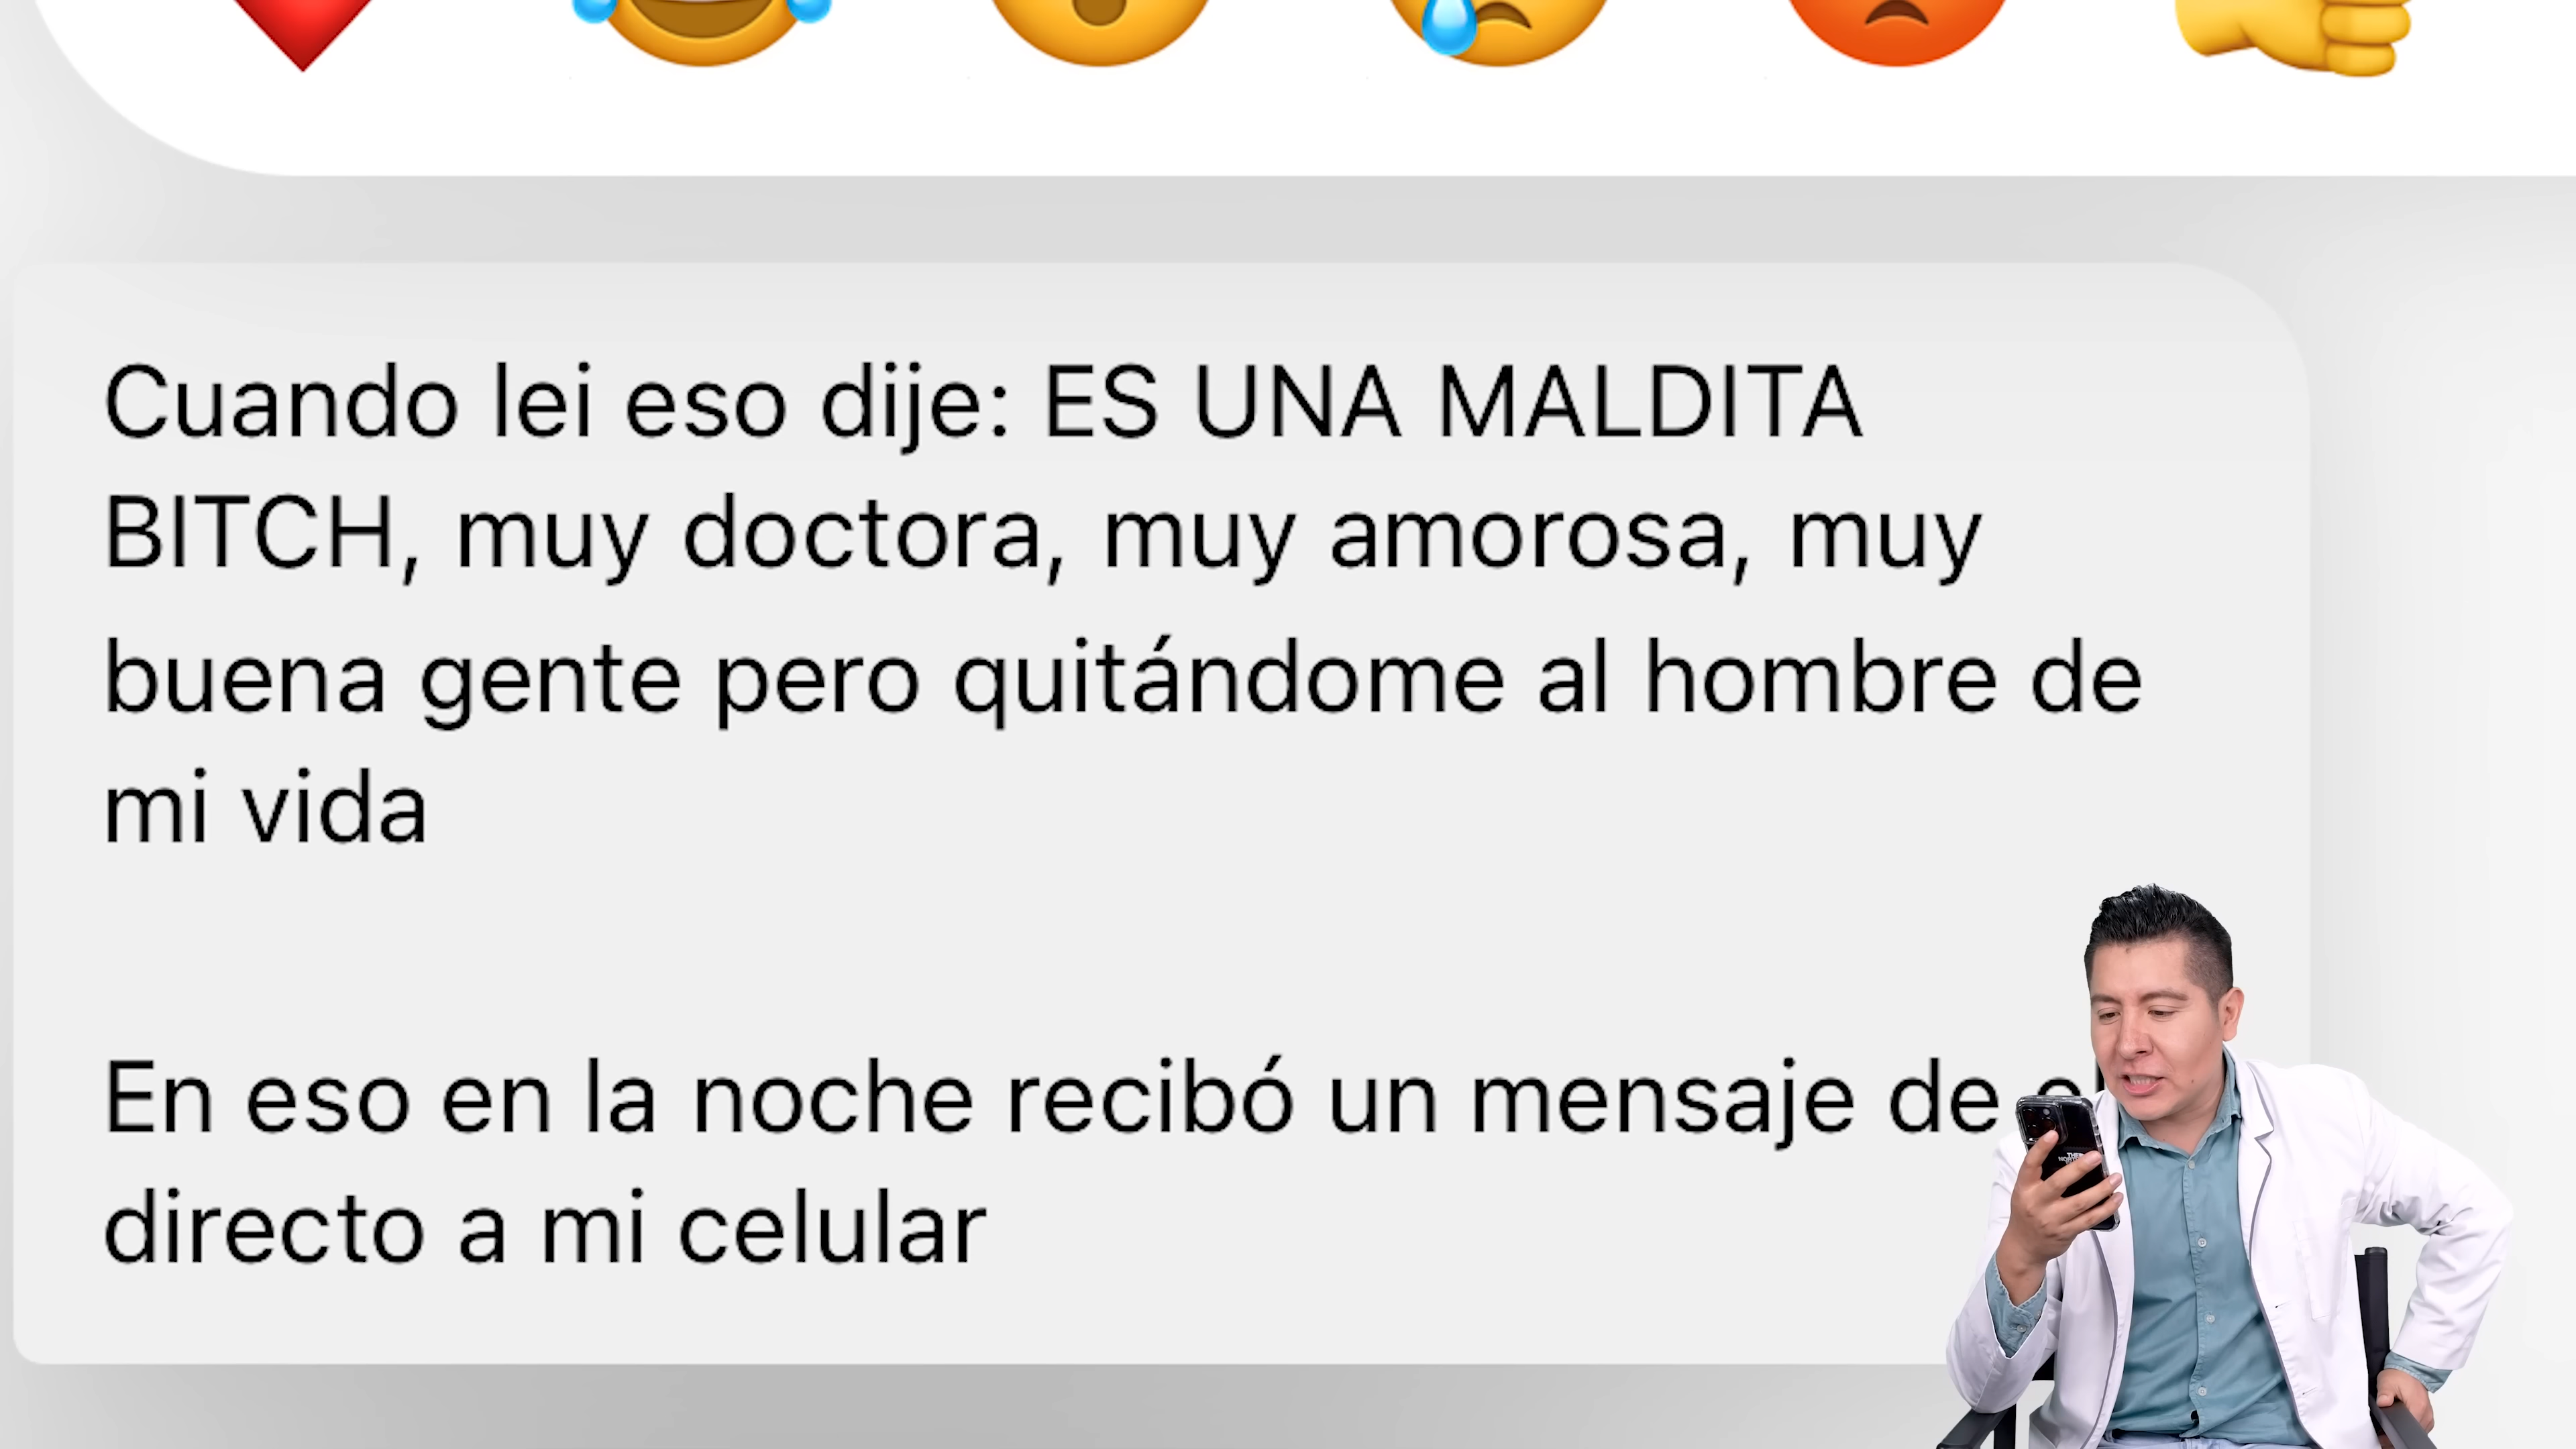 Cuando lei eso dije: ES UNA MALDITA
BITCH, muy doctora, muy amorosa, muy
buena gente pero quitándome al hombre de
mi vida
En eso en la noche recibó un mensaje de
directo a mi celular